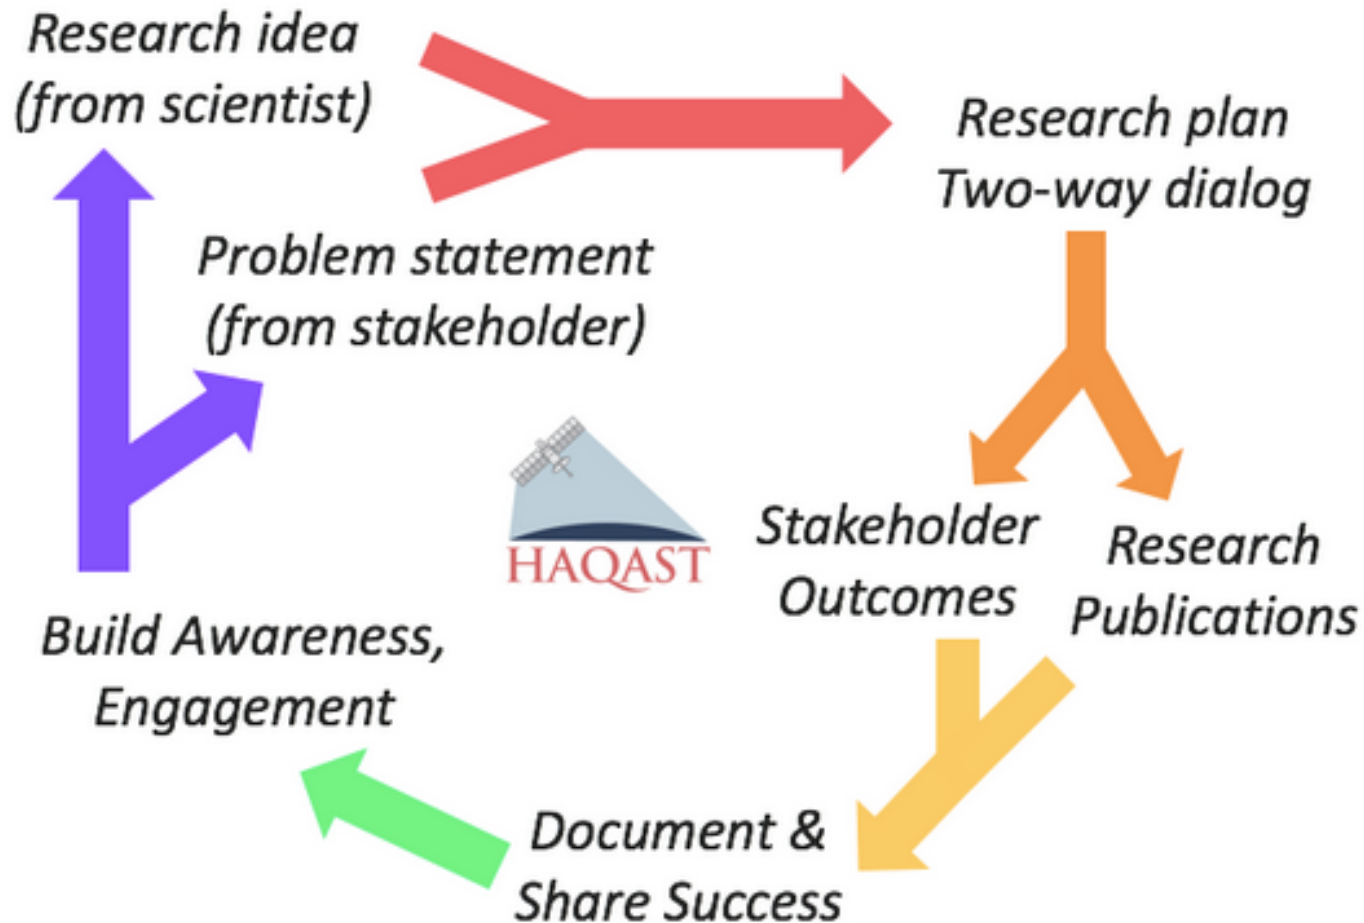 Research idea
(from scientist)
Research plan
Two-way dialog
Problem statement
(from stakeholder)
HAQAST
Stakeholder
Outcomes
Research
Publications
Build Awareness,
Engagement
Document &
Share Success